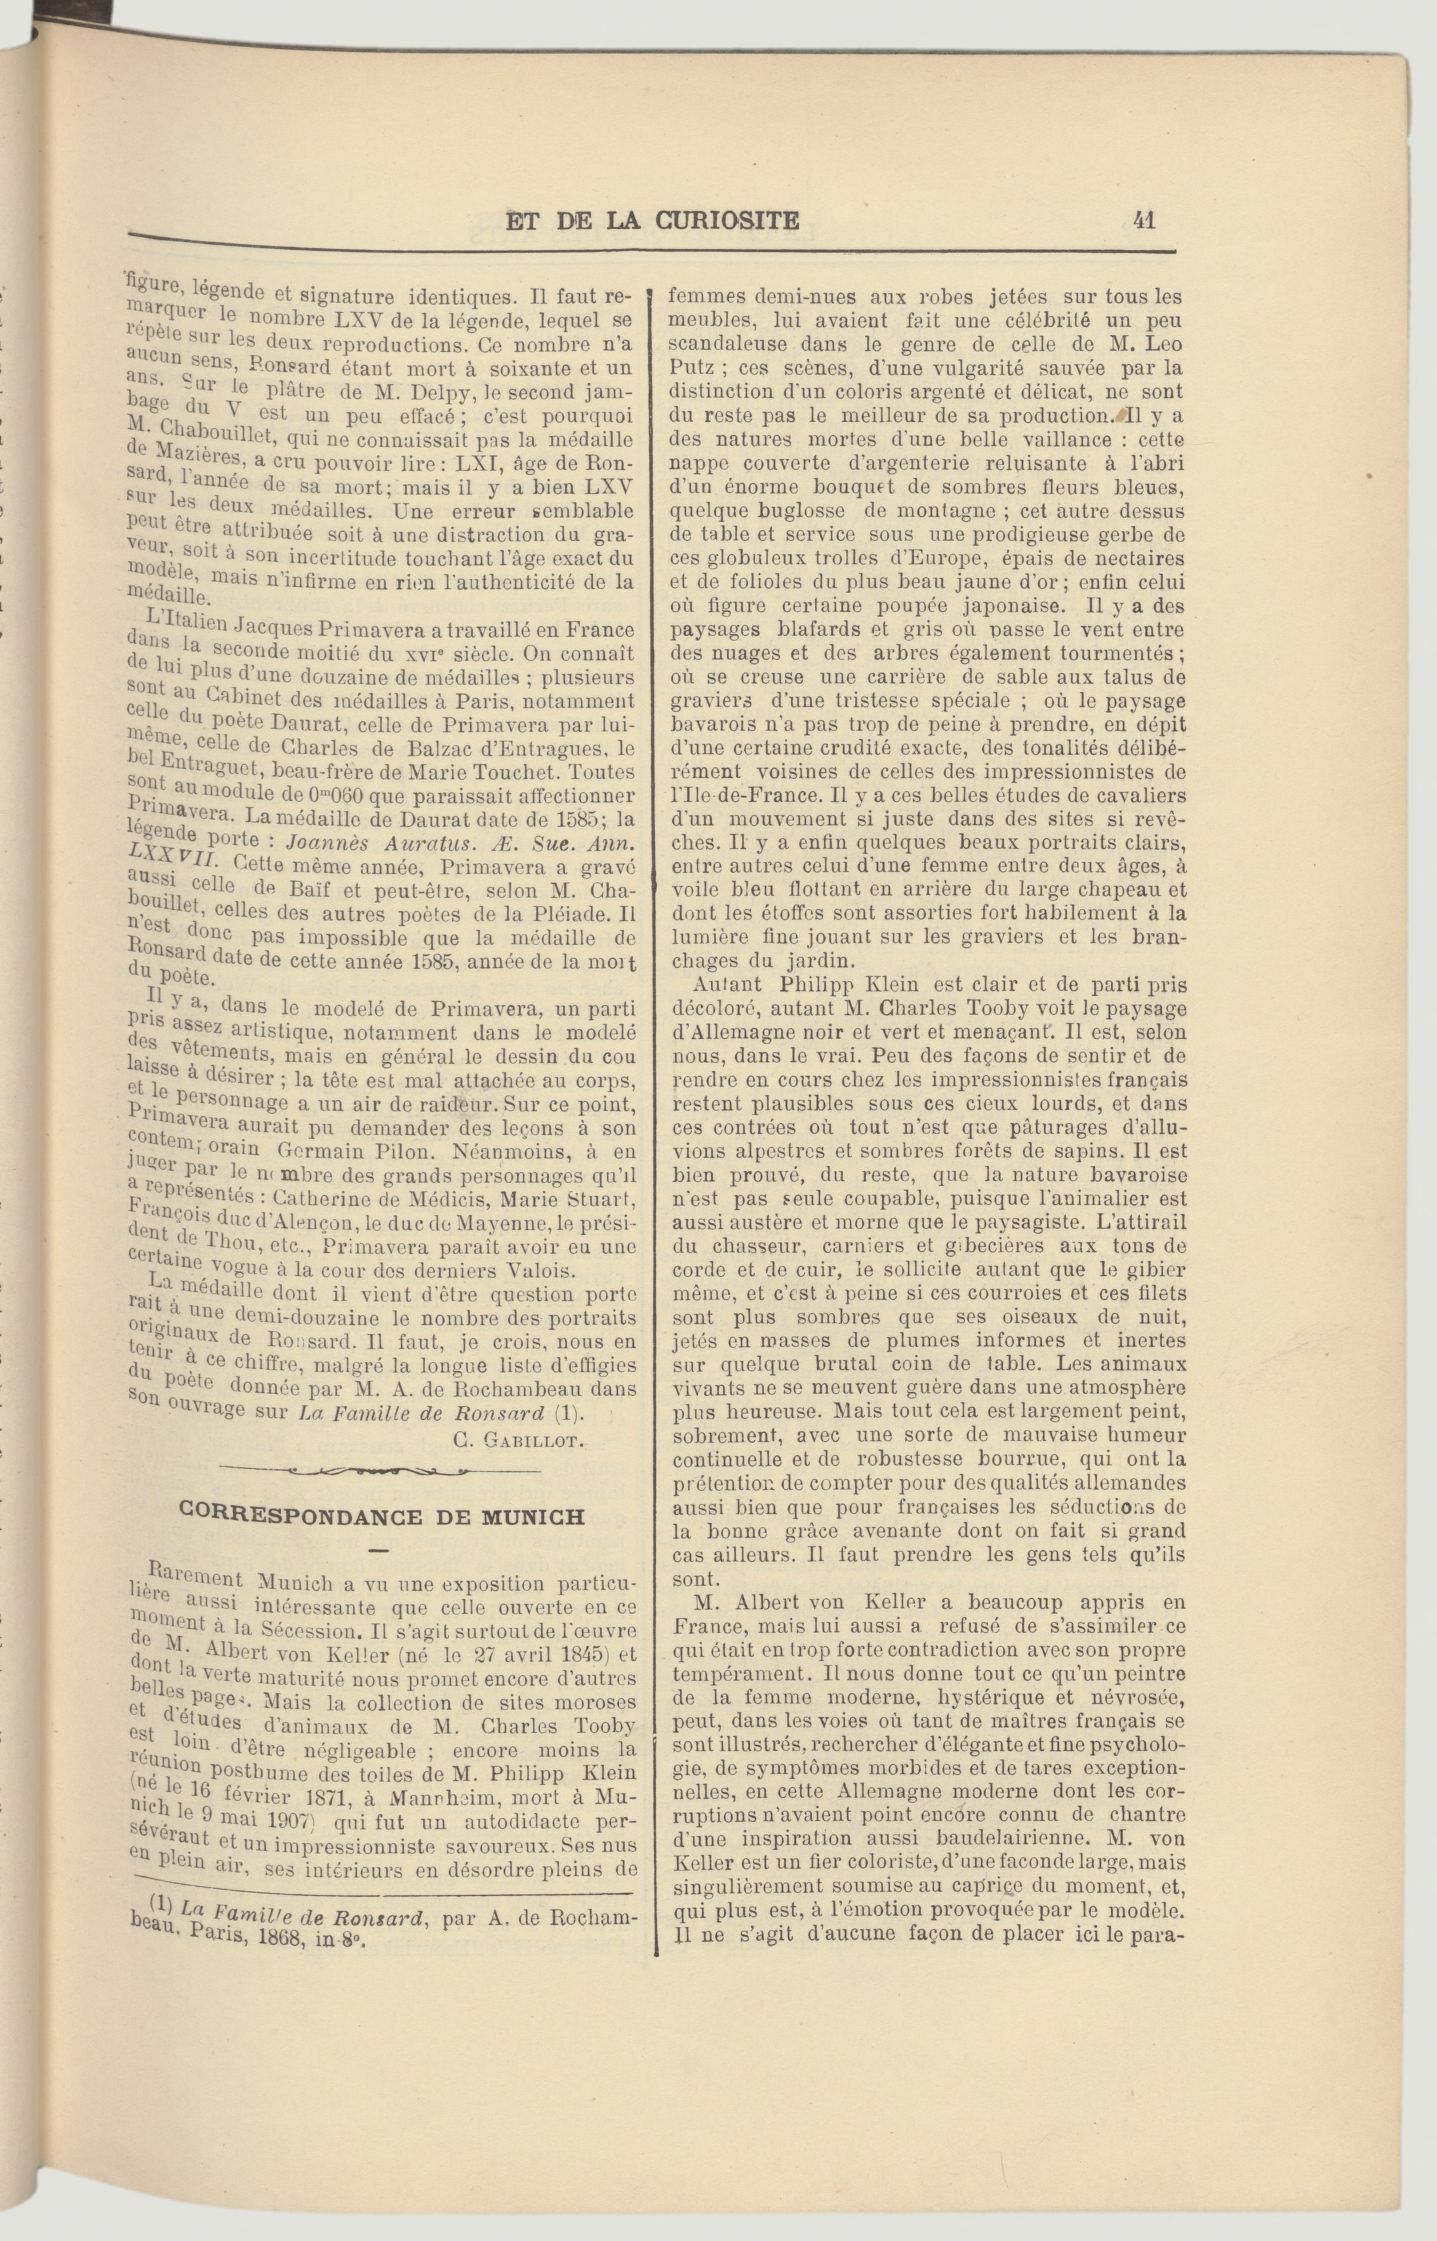 ET DE LA CURIOSITE 41
figure, légende et signature identiques. Il faut re-
marquer le nombre LXV de la légende, lequel se
répète sur les deux reproductions. Ce nombre n'a
aucun sens, Ronsard étant mort à soixante et un
ans. Sur le plâtre de M. Delpy, le second jam-
bage du V est un peu effacé ; c'est pourquoi
M. Chabouillet, qui ne connaissait pas la médaille
de Mazières, a cru pouvoir lire : LXI, âge de Ron-
sard, l'année de sa mort ; mais il y a bien LXV
sur les deux médailles. Une erreur semblable
peut être attribuée soit à une distraction du gra-
veur, soit à son incertitude touchant l'âge exact du
modèle, mais n'infirme en rien l'authenticité de la
médaille.
L'Italien Jacques Primavera a travaillé en France
dans la seconde moitié du XVIe siècle. On connaît
de lui plus d'une douzaine de médailles ; plusieurs
sont au Cabinet des médailles à Paris, notamment
celle du poète Daurat, celle de Primavera par lui-
même, celle de Charles de Balzac d'Entragues, le
bel Entraguet, beau-frère de Marie Touchet. Toutes
sont au module de 0m060 que paraissait affectionner
Primavera. La médaille de Daurat date de 1585 ; la
légende porte : Joannès Auratus. Æ. Sue. Ann.
LXXVII. Cette même année, Primavera a gravé
aussi celle de Baïf et peut-être, selon M. Cha-
bouillet, celles des autres poètes de la Pléiade. Il
n'est donc pas impossible que la médaille de
Ronsard date de cette année 1585, année de la mort
du poète.
Il y a, dans le modelé de Primavera, un parti
pris assez artistique, notamment dans le modelé
des vêtements, mais en général le dessin du cou
laisse à désirer ; la tête est mal attachée au corps,
et le personnage a un air de raideur. Sur ce point,
Primavera aurait pu demander des leçons à son
contemporain Germain Pilon. Néanmoins, à en
juger par le nombre des grands personnages qu'il
a représentés : Catherine de Médicis, Marie Stuart,
François duc d'Alençon, le duc de Mayenne, le prési-
dent de Thou, etc., Primavera paraît avoir eu une
certaine vogue à la cour des derniers Valois.
La médaille dont il vient d'être question porte
rait à une demi-douzaine le nombre des portraits
originaux de Ronsard. Il faut, je crois, nous en
tenir à ce chiffre, malgré la longue liste d'effigies
du poète donnée par M. A. de Rochambeau dans
son ouvrage sur La Famille de Ronsard (1).
C. GABILLOT.
CORRESPONDANCE DE MUNICH
Rarement Munich a vu une exposition particu-
lière aussi intéressante que celle ouverte en ce
moment à la Sécession. Il s'agit surtout de l'œuvre
de M. Albert von Keller (né le 27 avril 1845) et
dont la verte maturité nous promet encore d'autres
belles pages. Mais la collection de sites moroses
et d'études d'animaux de M. Charles Tooby
est loin d'être négligeable ; encore moins la
réunion posthume des toiles de M. Philipp Klein
(né le 16 février 1871, à Mannheim, mort à Mu-
nich le 9 mai 1907) qui fut un autodidacte per-
sévéraut et un impressionniste savoureux. Ses nus
en plein air, ses intérieurs en désordre pleins de
(1) La Famille de Ronsard, par A. de Rocham-
beau. Paris, 1868, in-8°.
femmes demi-nues aux robes jetées sur tous les
meubles, lui avaient fait une célébrité un peu
scandaleuse dans le genre de celle de M. Leo
Putz ; ces scènes, d'une vulgarité sauvée par la
distinction d'un coloris argenté et délicat, ne sont
du reste pas le meilleur de sa production. Il y a
des natures mortes d'une belle vaillance : cette
nappe couverte d'argenterie reluisante à l'abri
d'un énorme bouquet de sombres fleurs bleues,
quelque buglosse de montagne ; cet autre dessus
de table et service sous une prodigieuse gerbe de
ces globuleux trolles d'Europe, épais de nectaires
et de folioles du plus beau jaune d'or ; enfin celui
où figure certaine poupée japonaise. Il y a des
paysages blafards et gris où passe le vent entre
des nuages et des arbres également tourmentés ;
où se creuse une carrière de sable aux talus de
graviers d'une tristesse spéciale ; où le paysage
bavarois n'a pas trop de peine à prendre, en dépit
d'une certaine crudité exacte, des tonalités délibé-
rément voisines de celles des impressionnistes de
l'Ile-de-France. Il y a ces belles études de cavaliers
d'un mouvement si juste dans des sites si revê-
ches. Il y a enfin quelques beaux portraits clairs,
entre autres celui d'une femme entre deux âges, à
voile bleu flottant en arrière du large chapeau et
dont les étoffes sont assorties fort habilement à la
lumière fine jouant sur les graviers et les bran-
chages du jardin.
Autant Philipp Klein est clair et de parti pris
décoloré, autant M. Charles Tooby voit le paysage
d'Allemagne noir et vert et menaçant. Il est, selon
nous, dans le vrai. Peu des façons de sentir et de
rendre en cours chez les impressionnistes français
restent plausibles sous ces cieux lourds, et dans
ces contrées où tout n'est que pâturages d'allu-
vions alpestres et sombres forêts de sapins. Il est
bien prouvé, du reste, que la nature bavaroise
n'est pas seule coupable, puisque l'animalier est
aussi austère et morne que le paysagiste. L'attirail
du chasseur, carniers et gibecières aux tons de
corde et de cuir, le sollicite autant que le gibier
même, et c'est à peine si ces courroies et ces filets
sont plus sombres que ses oiseaux de nuit,
jetés en masses de plumes informes et inertes
sur quelque brutal coin de table. Les animaux
vivants ne se meuvent guère dans une atmosphère
plus heureuse. Mais tout cela est largement peint,
sobrement, avec une sorte de mauvaise humeur
continuelle et de robustesse bourrue, qui ont la
prétention de compter pour des qualités allemandes
aussi bien que pour françaises les séductions de
la bonne grâce avenante dont on fait si grand
cas ailleurs. Il faut prendre les gens tels qu'ils
sont.
M. Albert von Keller a beaucoup appris en
France, mais lui aussi a refusé de s'assimiler ce
qui était en trop forte contradiction avec son propre
tempérament. Il nous donne tout ce qu'un peintre
de la femme moderne, hystérique et névrosée,
peut, dans les voies où tant de maîtres français se
sont illustrés, rechercher d'élégante et fine psycholo-
gie, de symptômes morbides et de tares exception-
nelles, en cette Allemagne moderne dont les cor-
ruptions n'avaient point encore connu de chantre
d'une inspiration aussi baudelairienne. M. von
Keller est un fier coloriste, d'une faconde large, mais
singulièrement soumise au caprice du moment, et,
qui plus est, à l'émotion provoquée par le modèle.
Il ne s'agit d'aucune façon de placer ici le para-